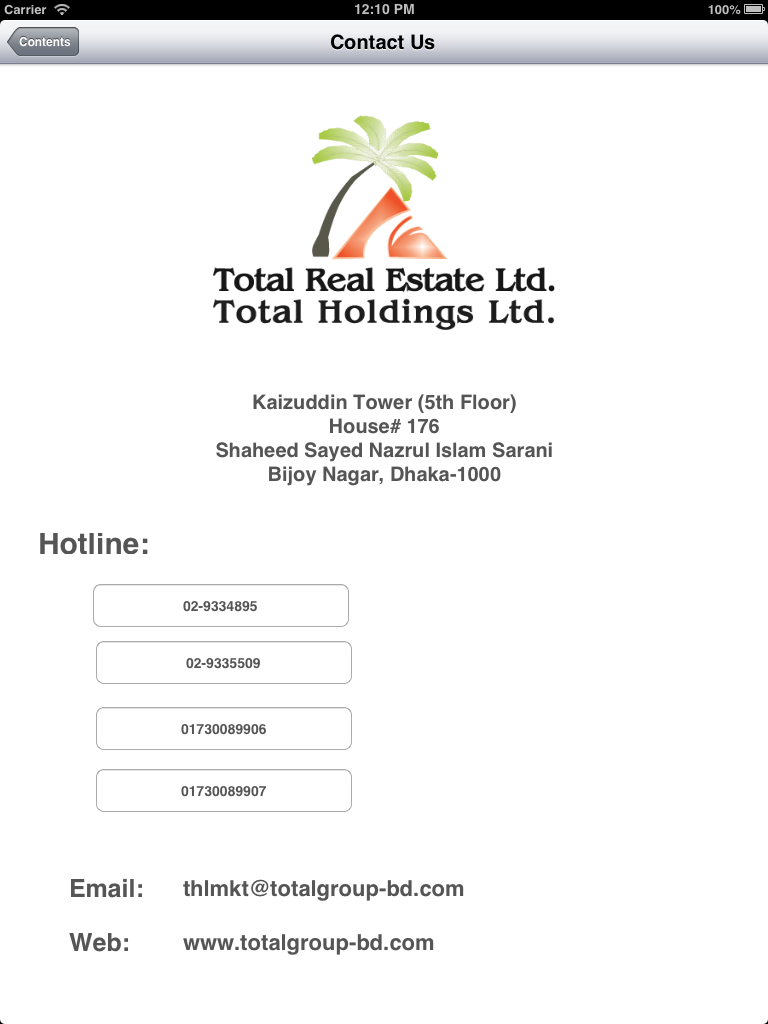 Carrier 12:10 PM 100%
Contents Contact Us
Total Real Estate Ltd.
Total Holdings Ltd.
Kaizuddin Tower (5th Floor)
House# 176
Shaheed Sayed Nazrul Islam Sarani
Bijoy Nagar, Dhaka-1000
Hotline:
02-9334895
02-9335509
01730089906
01730089907
Email: thlmkt@totalgroup-bd.com
Web: www.totalgroup-bd.com